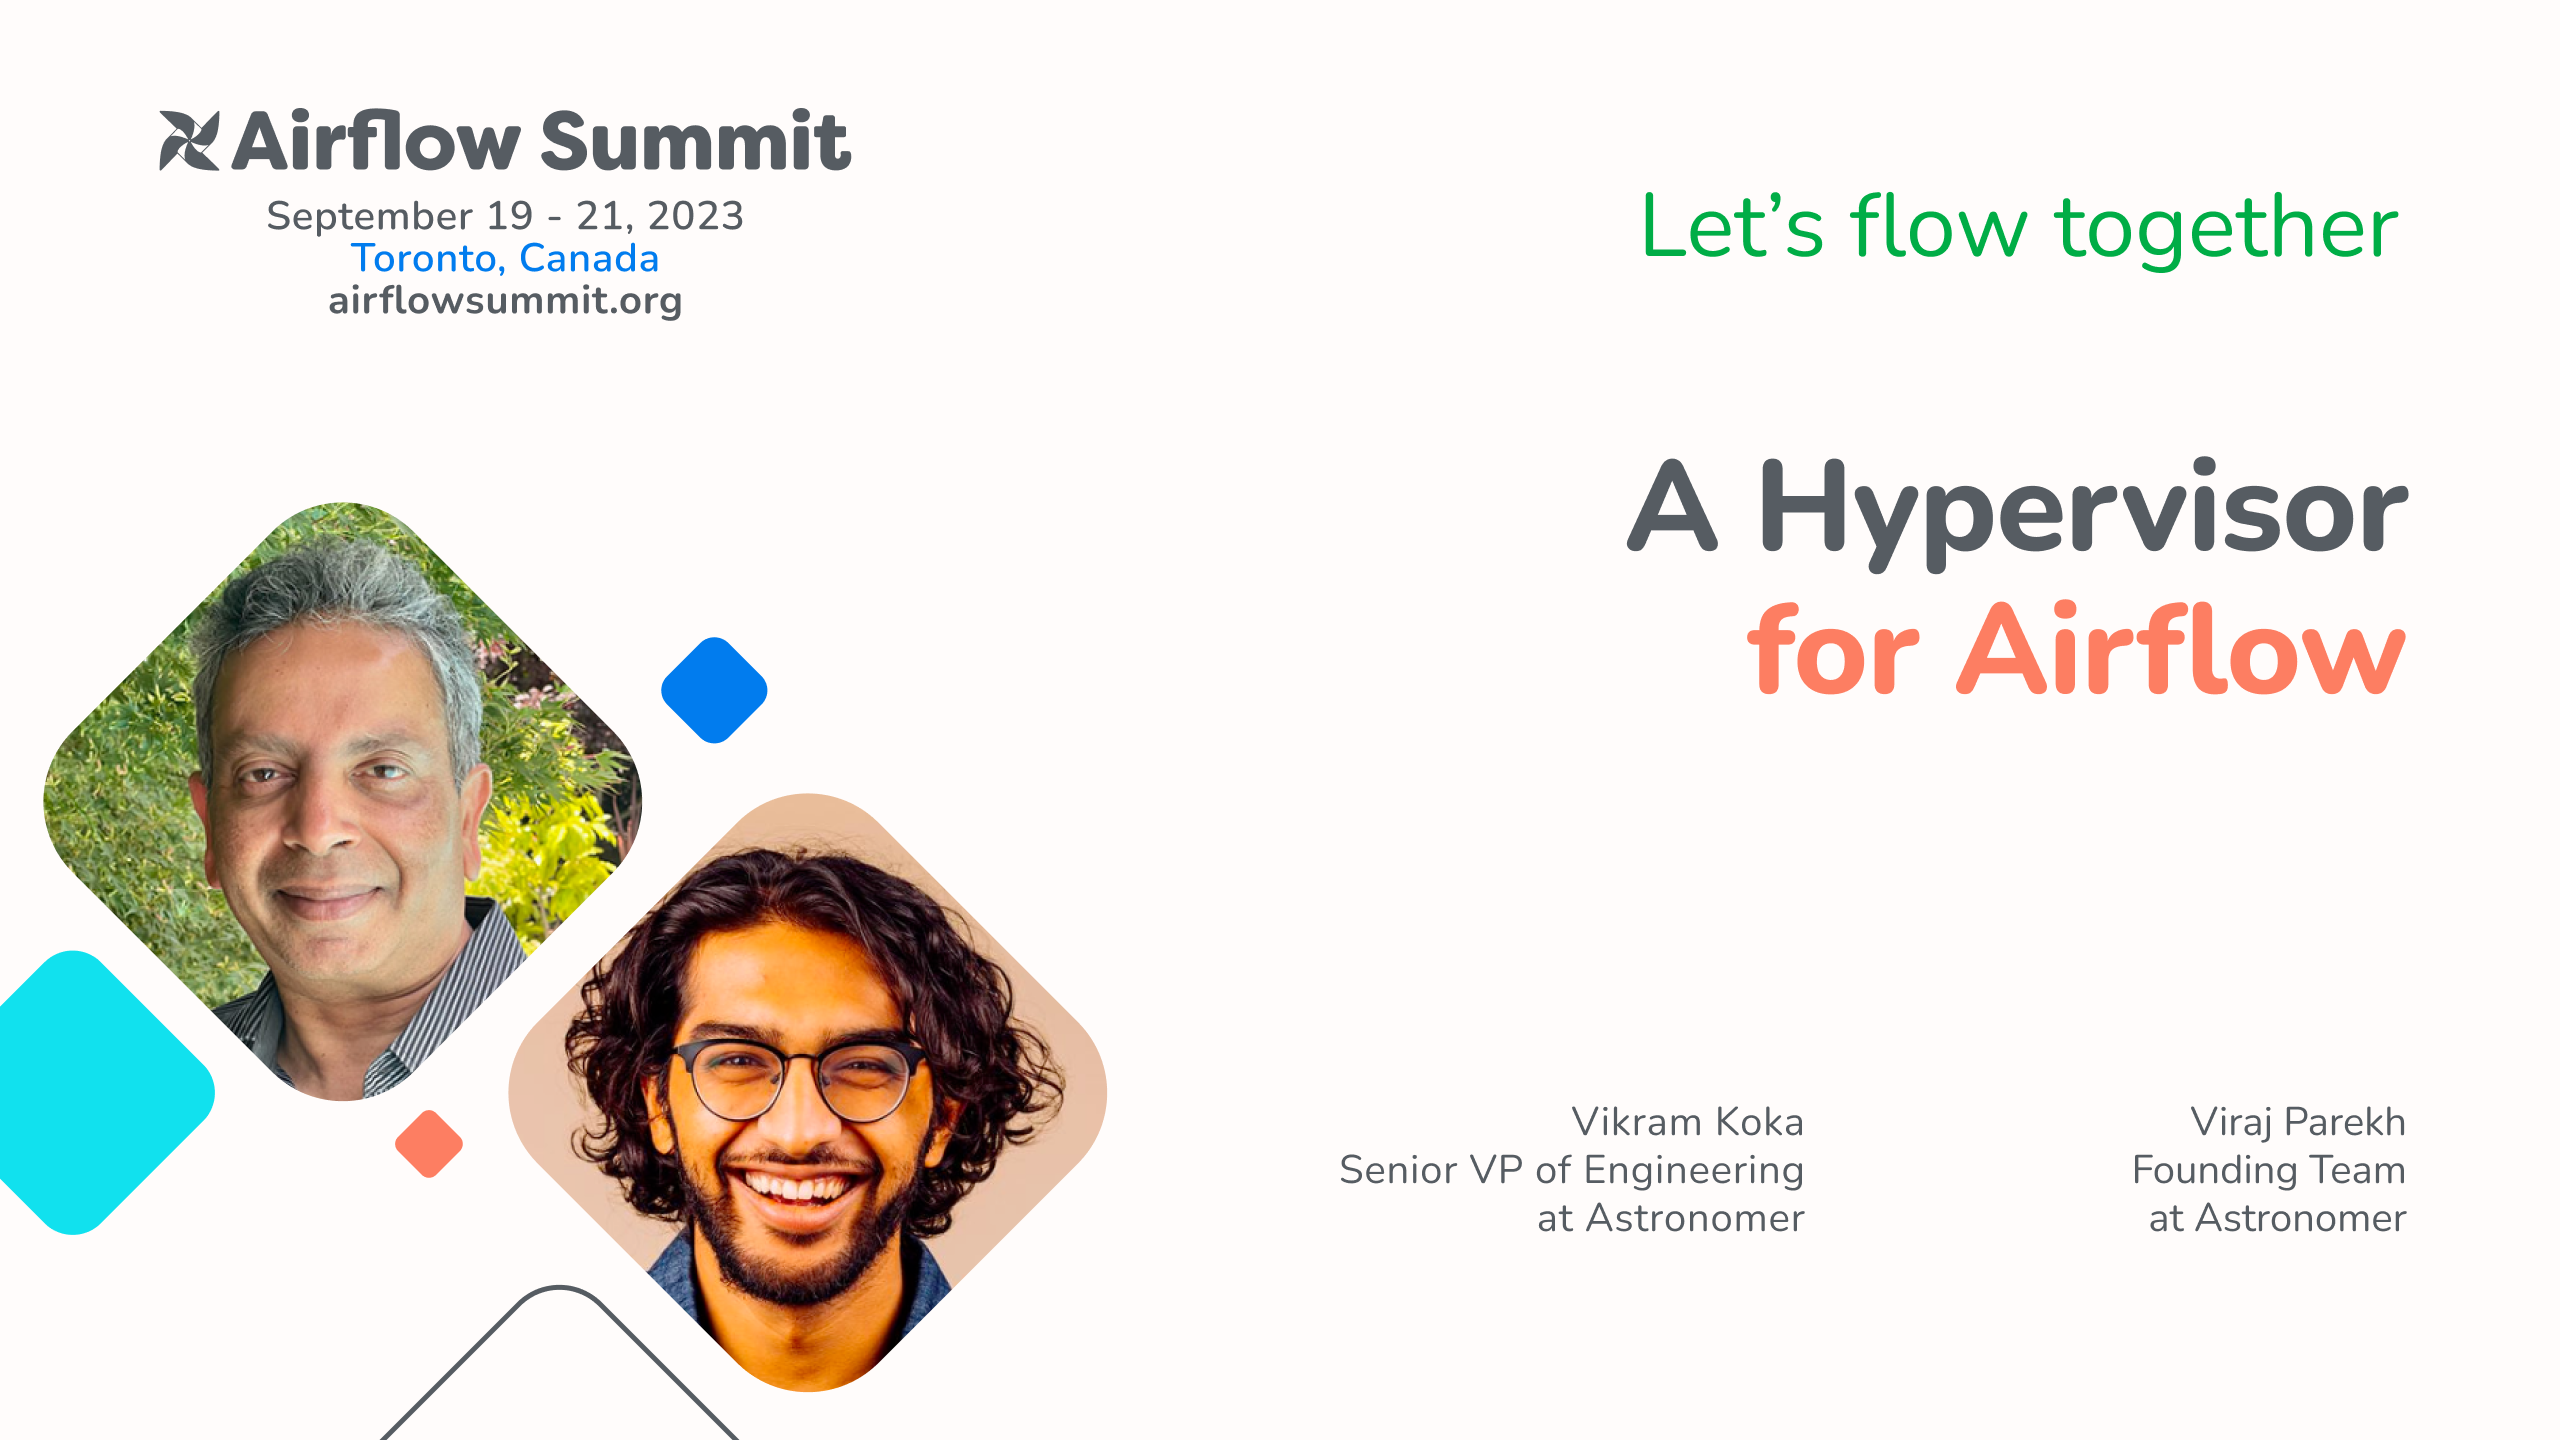 Airflow Summit
September 19 - 21, 2023
Toronto, Canada
airflowsummit.org
Let’s flow together
A Hypervisor
for Airflow
Vikram Koka
Senior VP of Engineering
at Astronomer
Viraj Parekh
Founding Team
at Astronomer